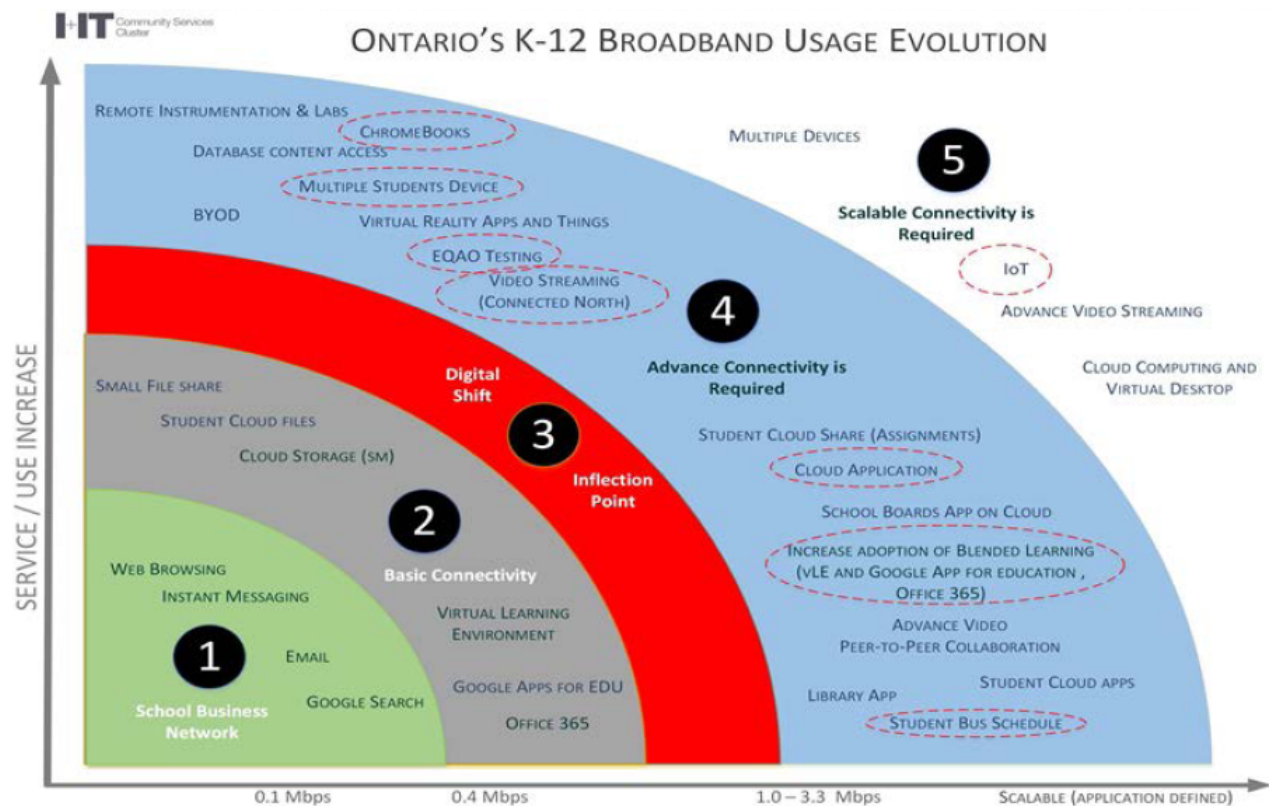 I+IT Community Services
Cluster
ONTARIO'S K-12 BROADBAND USAGE EVOLUTION
REMOTE INSTRUMENTATION & LABS
CHROMEBOOKS
DATABASE CONTENT ACCESS
MULTIPLE STUDENTS DEVICE
BYOD
VIRTUAL REALITY APPS AND THINGS
EQAO TESTING
VIDEO STREAMING
(CONNECTED NORTH)
MULTIPLE DEVICES
5
Scalable Connectivity is
Required
IOT
ADVANCE VIDEO STREAMING
CLOUD COMPUTING AND
VIRTUAL DESKTOP
4
Advance Connectivity is
Required
STUDENT CLOUD SHARE (ASSIGNMENTS)
CLOUD APPLICATION
SCHOOL BOARDS APP ON CLOUD
INCREASE ADOPTION OF BLENDED LEARNING
(VLE AND GOOGLE APP FOR EDUCATION ,
OFFICE 365)
ADVANCE VIDEO
PEER-TO-PEER COLLABORATION
STUDENT CLOUD APPS
LIBRARY APP
STUDENT BUS SCHEDULE
Digital
Shift
3
Inflection
Point
SMALL FILE SHARE
STUDENT CLOUD FILES
CLOUD STORAGE (SM)
2
Basic Connectivity
VIRTUAL LEARNING
ENVIRONMENT
GOOGLE APPS FOR EDU
OFFICE 365
WEB BROWSING
INSTANT MESSAGING
1
EMAIL
GOOGLE SEARCH
School Business
Network
SERVICE / USE INCREASE
0.1 Mbps
0.4 Mbps
1.0 – 3.3 Mbps
SCALABLE (APPLICATION DEFINED)